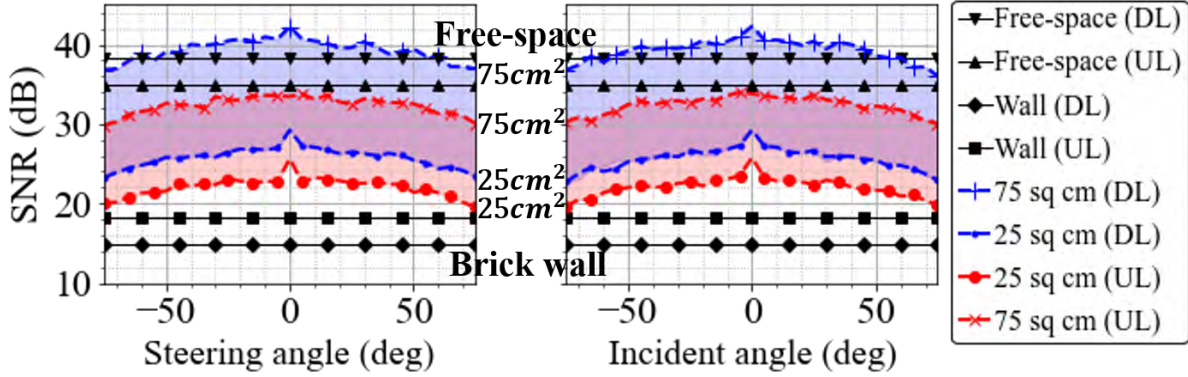 SNR (dB)
40
30
20
10
−50
0
50
Steering angle (deg)
Free-space
75cm²
75cm²
25cm²
25cm²
Brick wall
−50
0
50
Incident angle (deg)
Free-space (DL)
Free-space (UL)
Wall (DL)
Wall (UL)
75 sq cm (DL)
25 sq cm (DL)
25 sq cm (UL)
75 sq cm (UL)